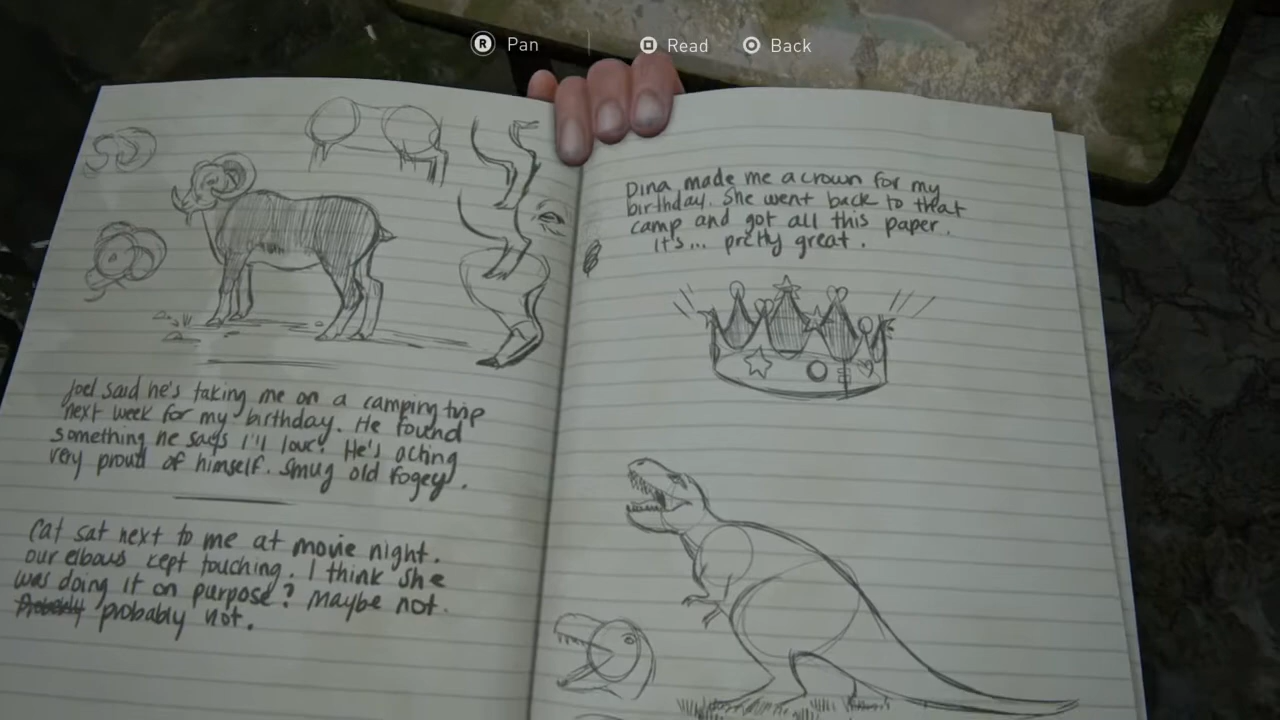 Pan
Read
Back
Joel said he's taking me on a camping trip
next week for my birthday. He found
something he says I'll love. He's acting
very proud of himself. Smug old fogey.
Cat sat next to me at movie night.
our elbows kept touching. I think she
was doing it on purpose? Maybe not.
Probably probably not.
Dina made me a crown for my
birthday. She went back to that
camp and got all this paper.
It's... pretty great.